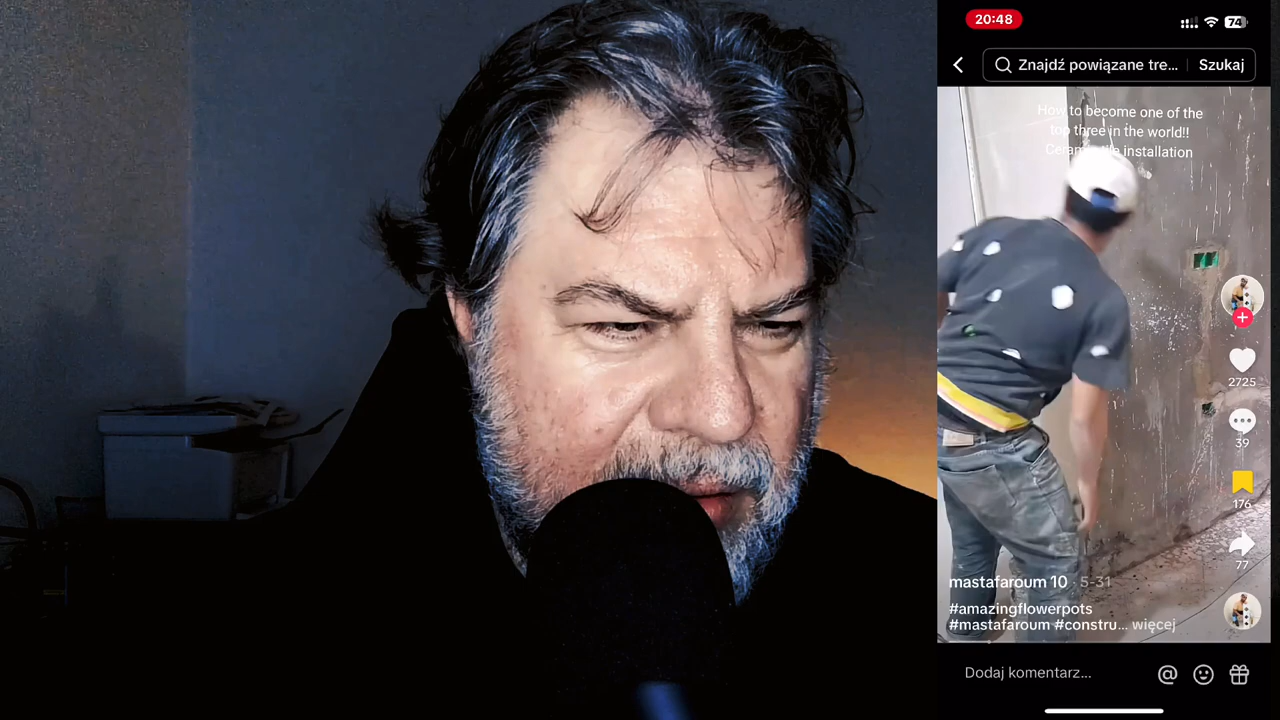 20:48
74
Znajdź powiązane tre...
Szukaj
How to become one of the
top three in the world!!
installation
2725
39
176
77
mastafaroum 10 · 5-31
#amazingflowerpots
#mastafaroum #constru... więcej
Dodaj komentarz...
@